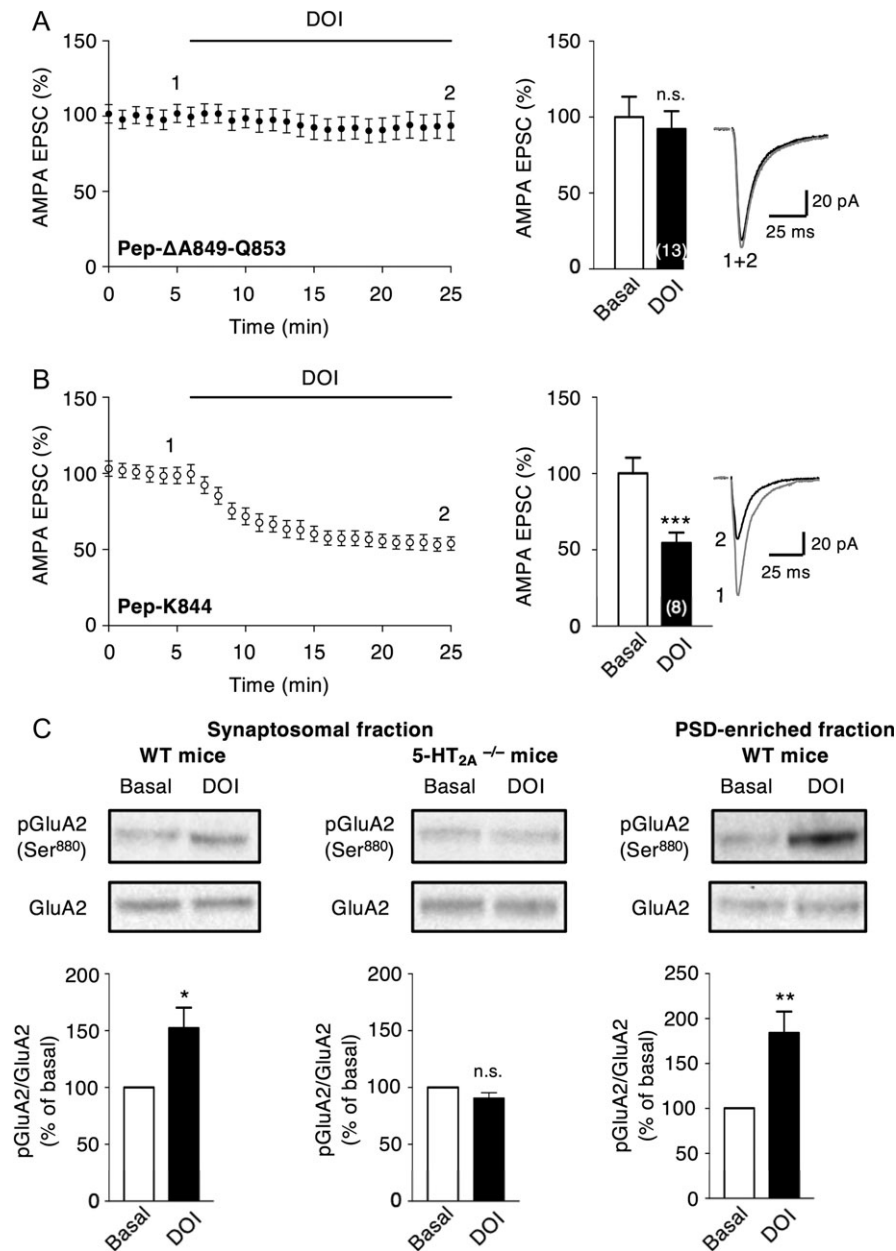 A
DOI
AMPA EPSC (%)
150
100
50
0
1
2
Pep-ΔA849-Q853
0 5 10 15 20 25
Time (min)
AMPA EPSC (%)
150
100
50
0
n.s.
(13)
Basal DOI
1+2
20 pA
25 ms
B
DOI
AMPA EPSC (%)
150
100
50
0
1
2
Pep-K844
0 5 10 15 20 25
Time (min)
AMPA EPSC (%)
150
100
50
0
***
(8)
Basal DOI
2
1
20 pA
25 ms
C
Synaptosomal fraction
WT mice
Basal DOI
pGluA2
(Ser⁸⁸⁰)
GluA2
pGluA2/GluA2
(% of basal)
200
150
100
50
0
*
Basal DOI
5-HT₂A ⁻/⁻ mice
Basal DOI
pGluA2
(Ser⁸⁸⁰)
GluA2
pGluA2/GluA2
(% of basal)
200
150
100
50
0
n.s.
Basal DOI
PSD-enriched fraction
WT mice
Basal DOI
pGluA2
(Ser⁸⁸⁰)
GluA2
pGluA2/GluA2
(% of basal)
250
200
150
100
50
0
**
Basal DOI